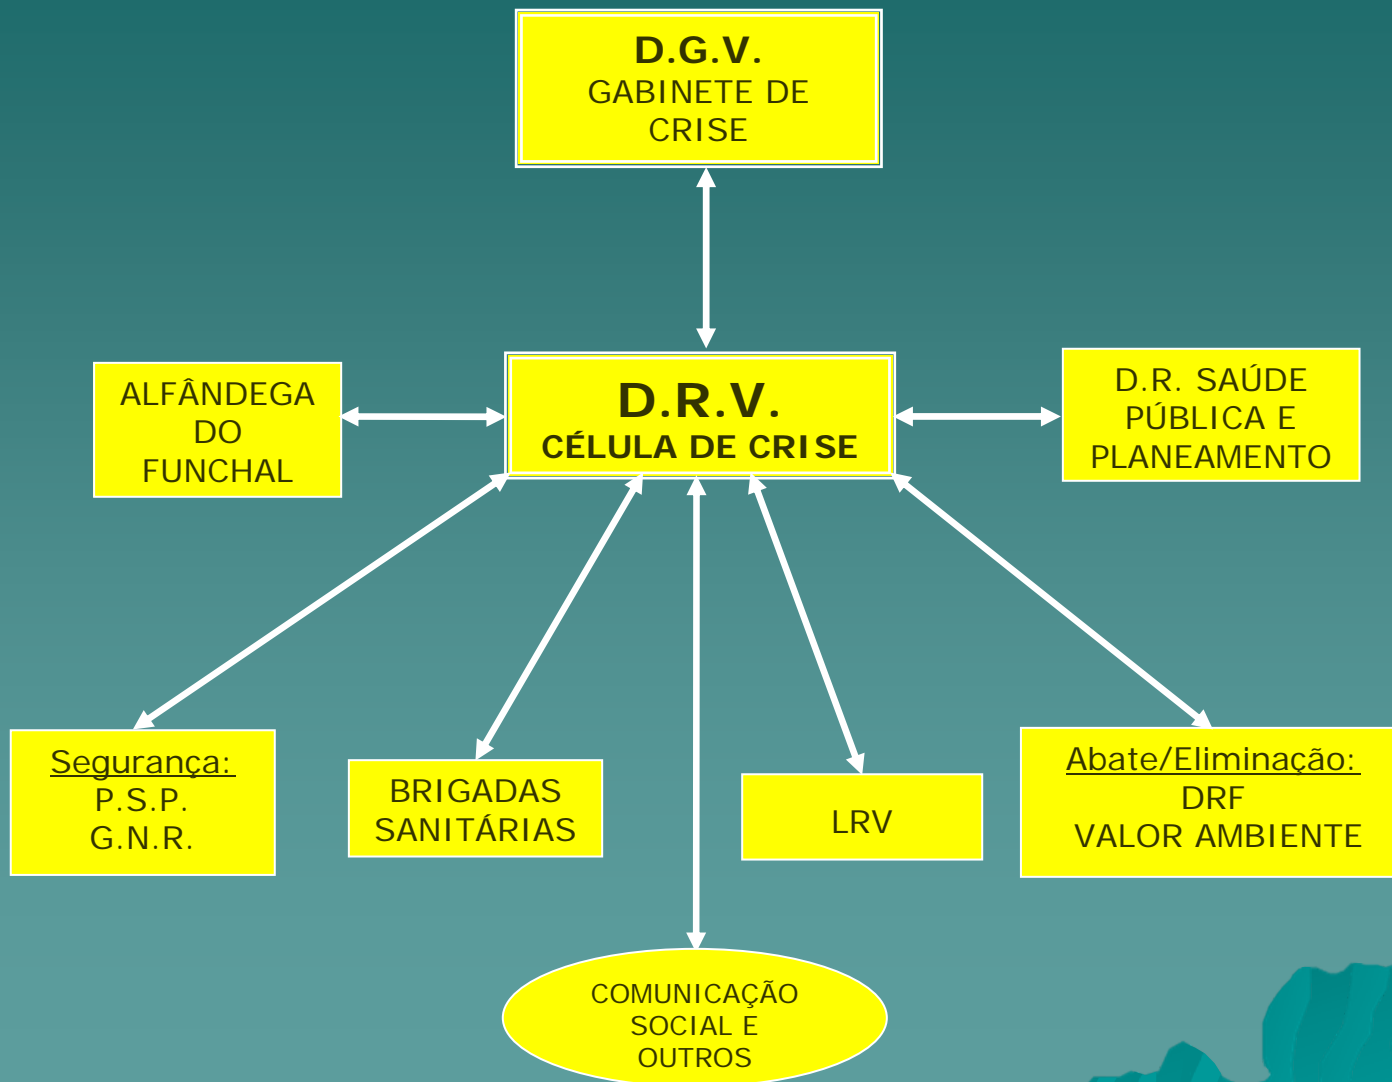 D.G.V.
GABINETE DE
CRISE
ALFÂNDEGA
DO
FUNCHAL
D.R.V.
CÉLULA DE CRISE
D.R. SAÚDE
PÚBLICA E
PLANEAMENTO
Segurança:
P.S.P.
G.N.R.
BRIGADAS
SANITÁRIAS
LRV
Abate/Eliminação:
DRF
VALOR AMBIENTE
COMUNICAÇÃO
SOCIAL E
OUTROS